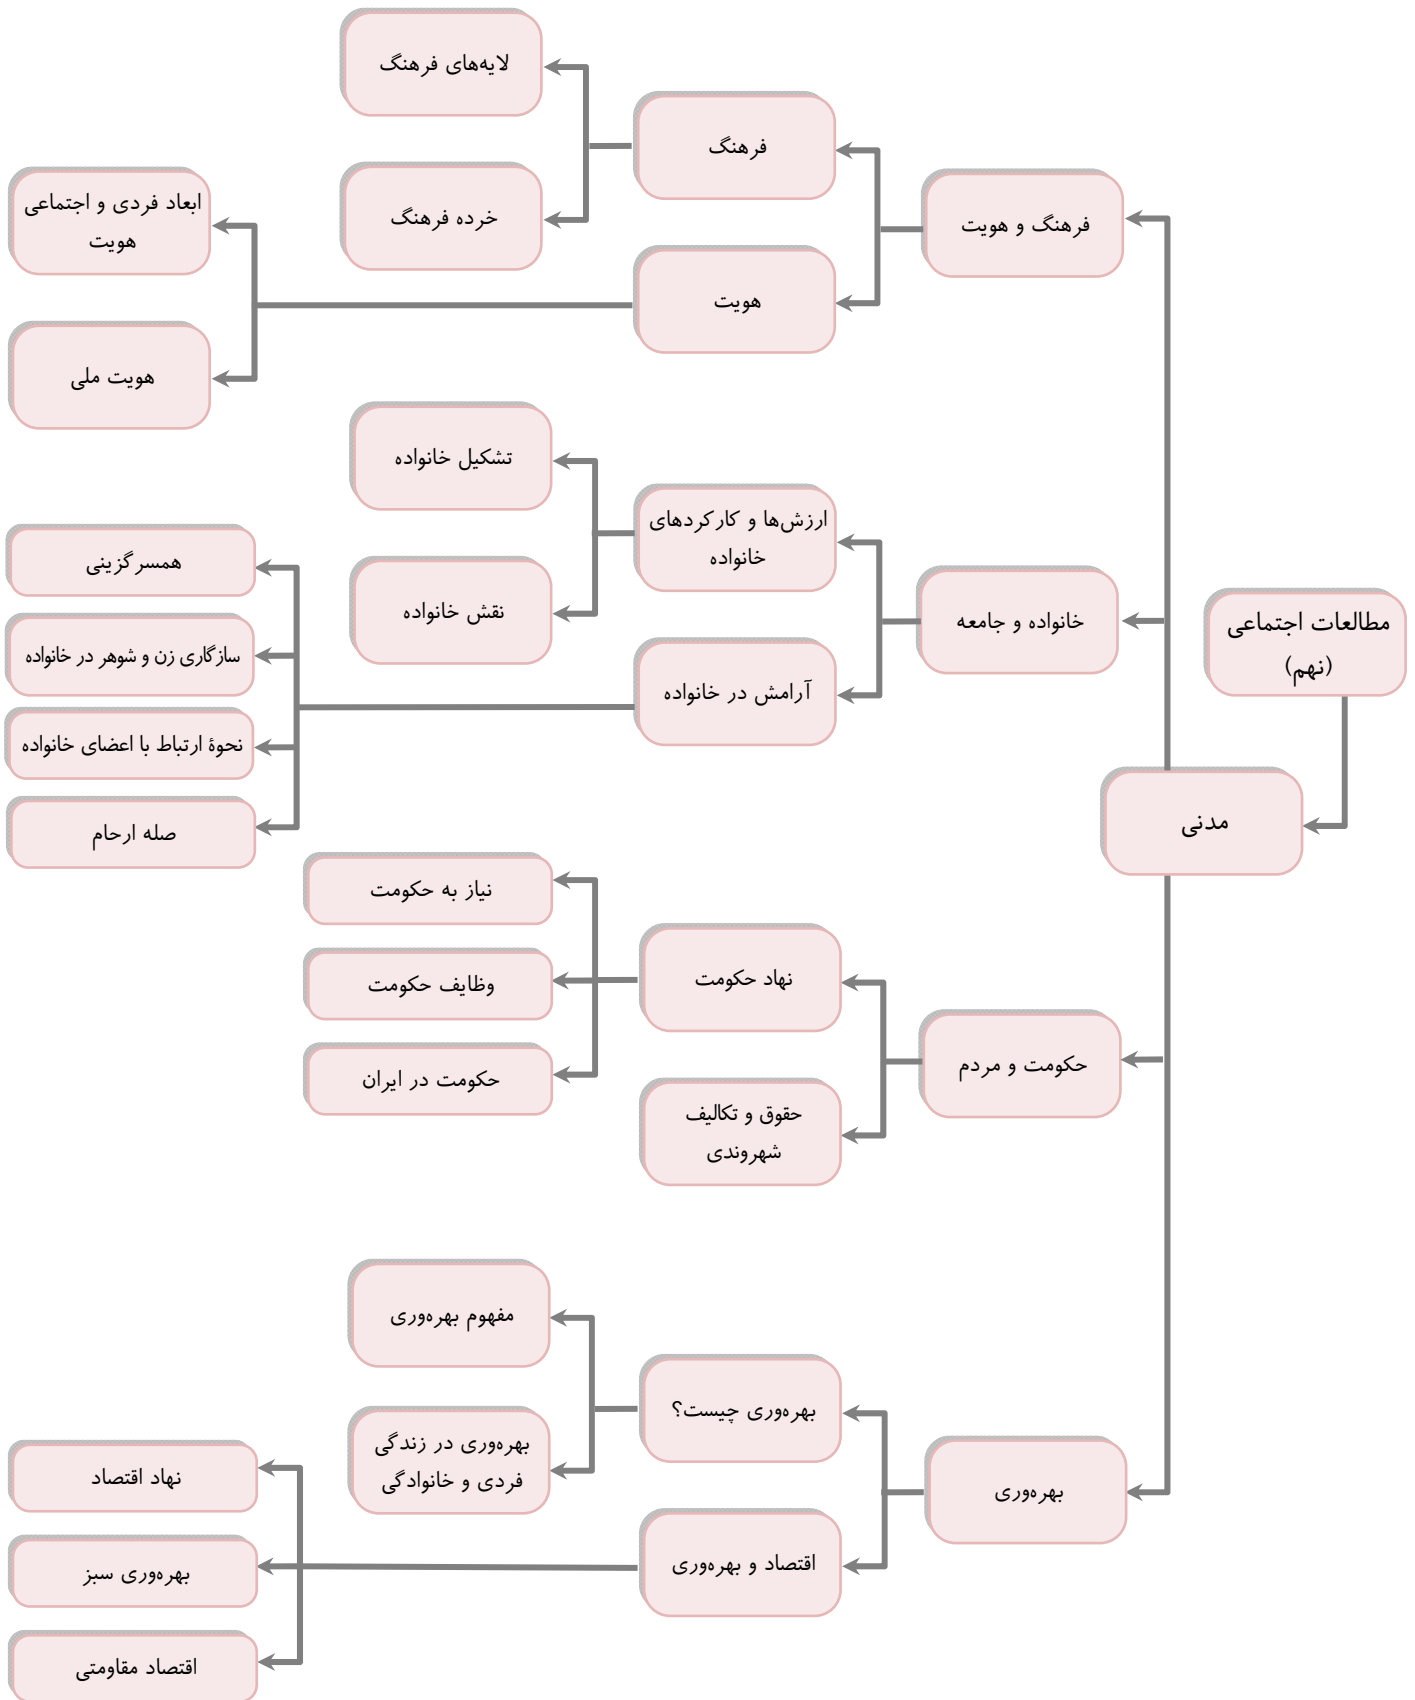 مطالعات اجتماعی
(نهم)
مدنی
فرهنگ و هویت
فرهنگ
لایه‌های فرهنگ
خرده فرهنگ
هویت
ابعاد فردی و اجتماعی
هویت
هویت ملی
خانواده و جامعه
ارزش‌ها و کارکردهای
خانواده
تشکیل خانواده
نقش خانواده
آرامش در خانواده
همسرگزینی
سازگاری زن و شوهر در خانواده
نحوۀ ارتباط با اعضای خانواده
صله ارحام
حکومت و مردم
نهاد حکومت
نیاز به حکومت
وظایف حکومت
حکومت در ایران
حقوق و تکالیف
شهروندی
بهره‌وری
بهره‌وری چیست؟
مفهوم بهره‌وری
بهره‌وری در زندگی
فردی و خانوادگی
اقتصاد و بهره‌وری
نهاد اقتصاد
بهره‌وری سبز
اقتصاد مقاومتی